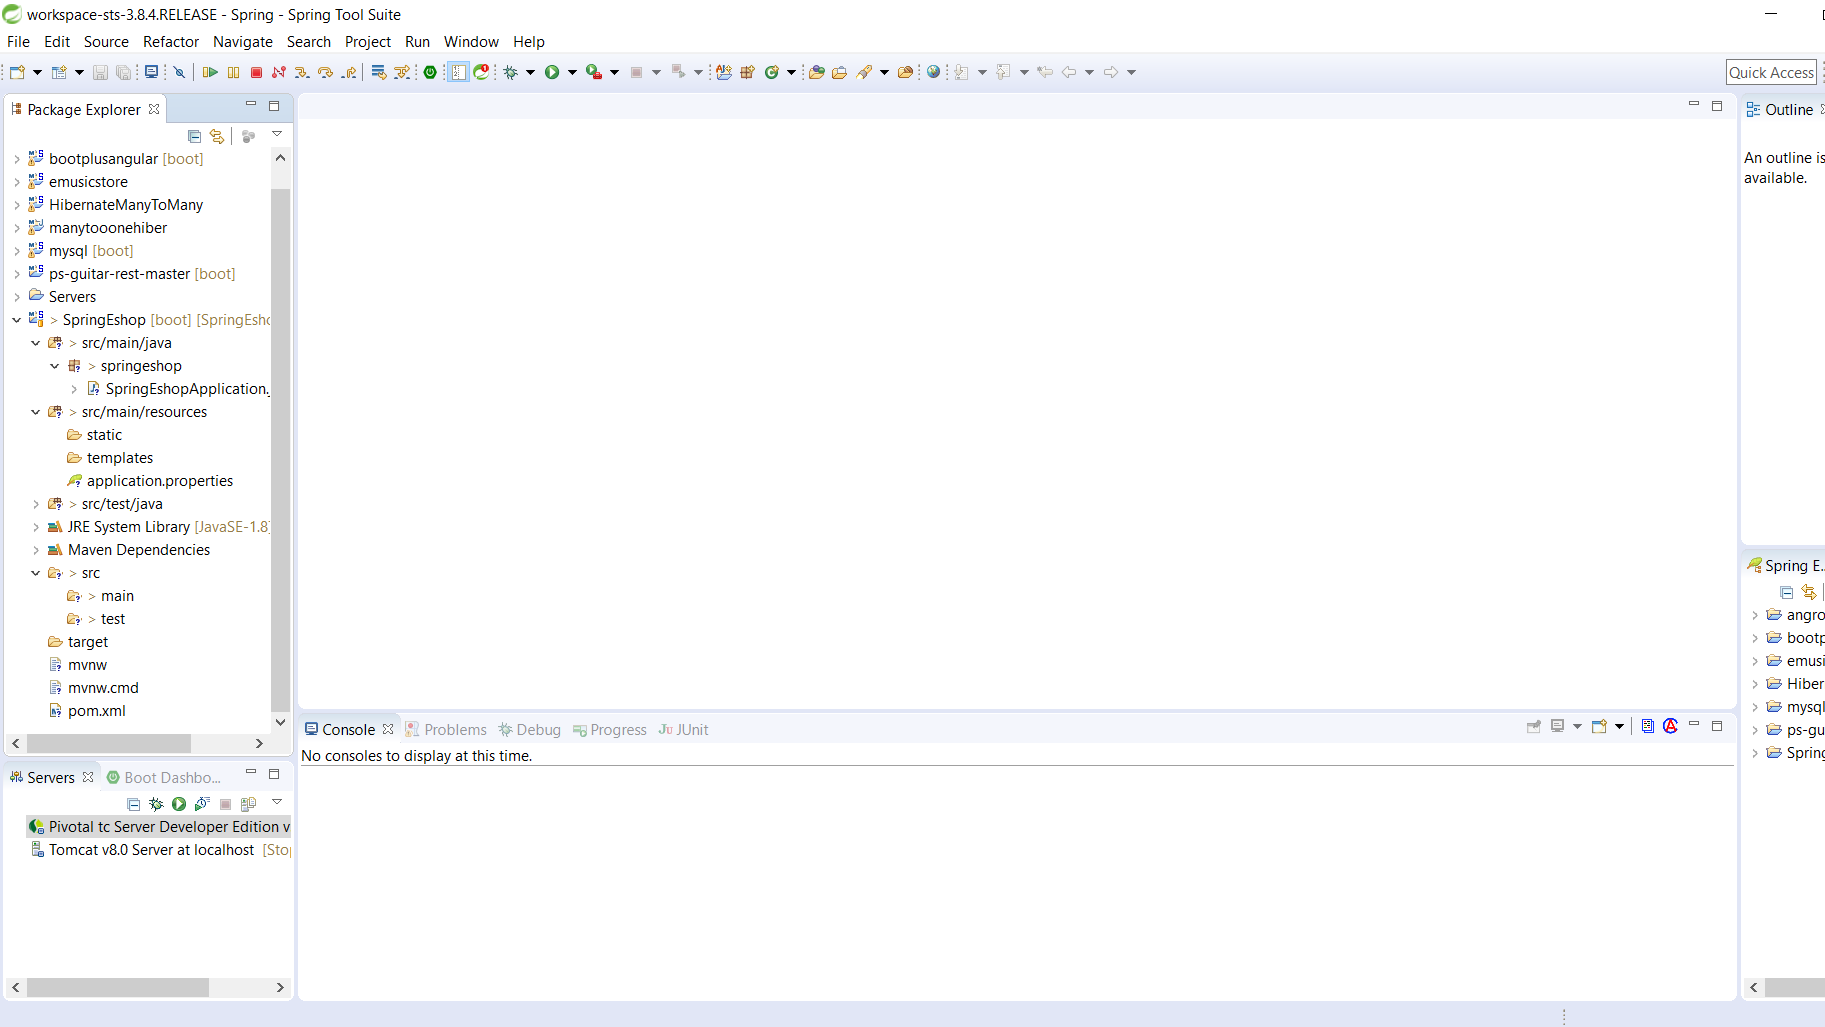 workspace-sts-3.8.4.RELEASE - Spring - Spring Tool Suite
File Edit Source Refactor Navigate Search Project Run Window Help
Quick Access
Package Explorer
bootplusangular [boot]
emusicstore
HibernateManyToMany
manytooonehiber
mysql [boot]
ps-guitar-rest-master [boot]
Servers
> SpringEshop [boot] [SpringEsho
> src/main/java
> springeshop
SpringEshopApplication.
> src/main/resources
static
templates
application.properties
> src/test/java
JRE System Library [JavaSE-1.8]
Maven Dependencies
> src
> main
> test
target
mvnw
mvnw.cmd
pom.xml
Servers Boot Dashbo...
Pivotal tc Server Developer Edition v
Tomcat v8.0 Server at localhost [Sto
Console Problems Debug Progress JUnit
No consoles to display at this time.
Outline
An outline is
available.
Spring E...
angro
bootp
emusi
Hiber
mysql
ps-gu
Spring